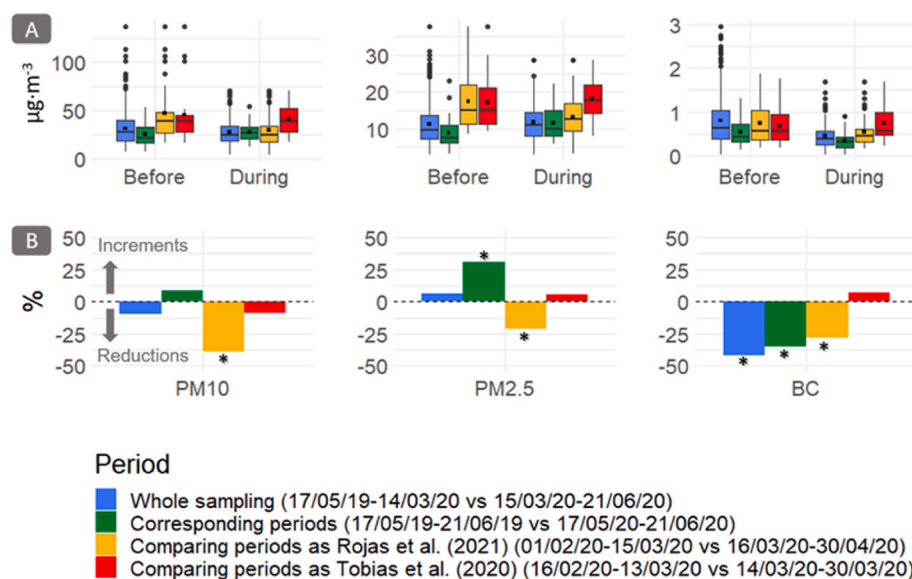 A
µg·m-³
100
50
0
Before
During
30
20
10
Before
During
3
2
1
0
Before
During
B
%
50
25
0
-25
-50
Increments
Reductions
PM10
*
50
25
0
-25
-50
PM2.5
*
*
50
25
0
-25
-50
BC
*
*
*
Period
Whole sampling (17/05/19-14/03/20 vs 15/03/20-21/06/20)
Corresponding periods (17/05/19-21/06/19 vs 17/05/20-21/06/20)
Comparing periods as Rojas et al. (2021) (01/02/20-15/03/20 vs 16/03/20-30/04/20)
Comparing periods as Tobias et al. (2020) (16/02/20-13/03/20 vs 14/03/20-30/03/20)